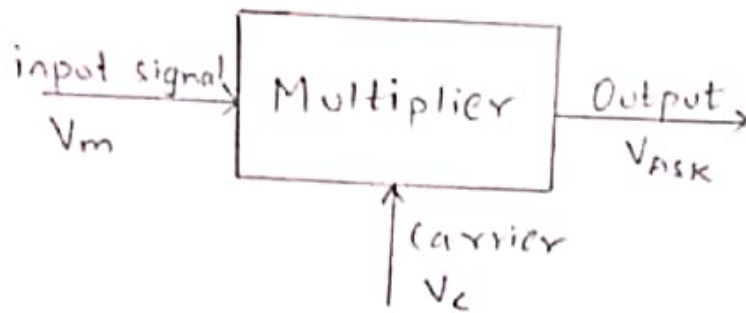 input signal
Vm
Multiplier
Output
VASK
Carrier
Vc